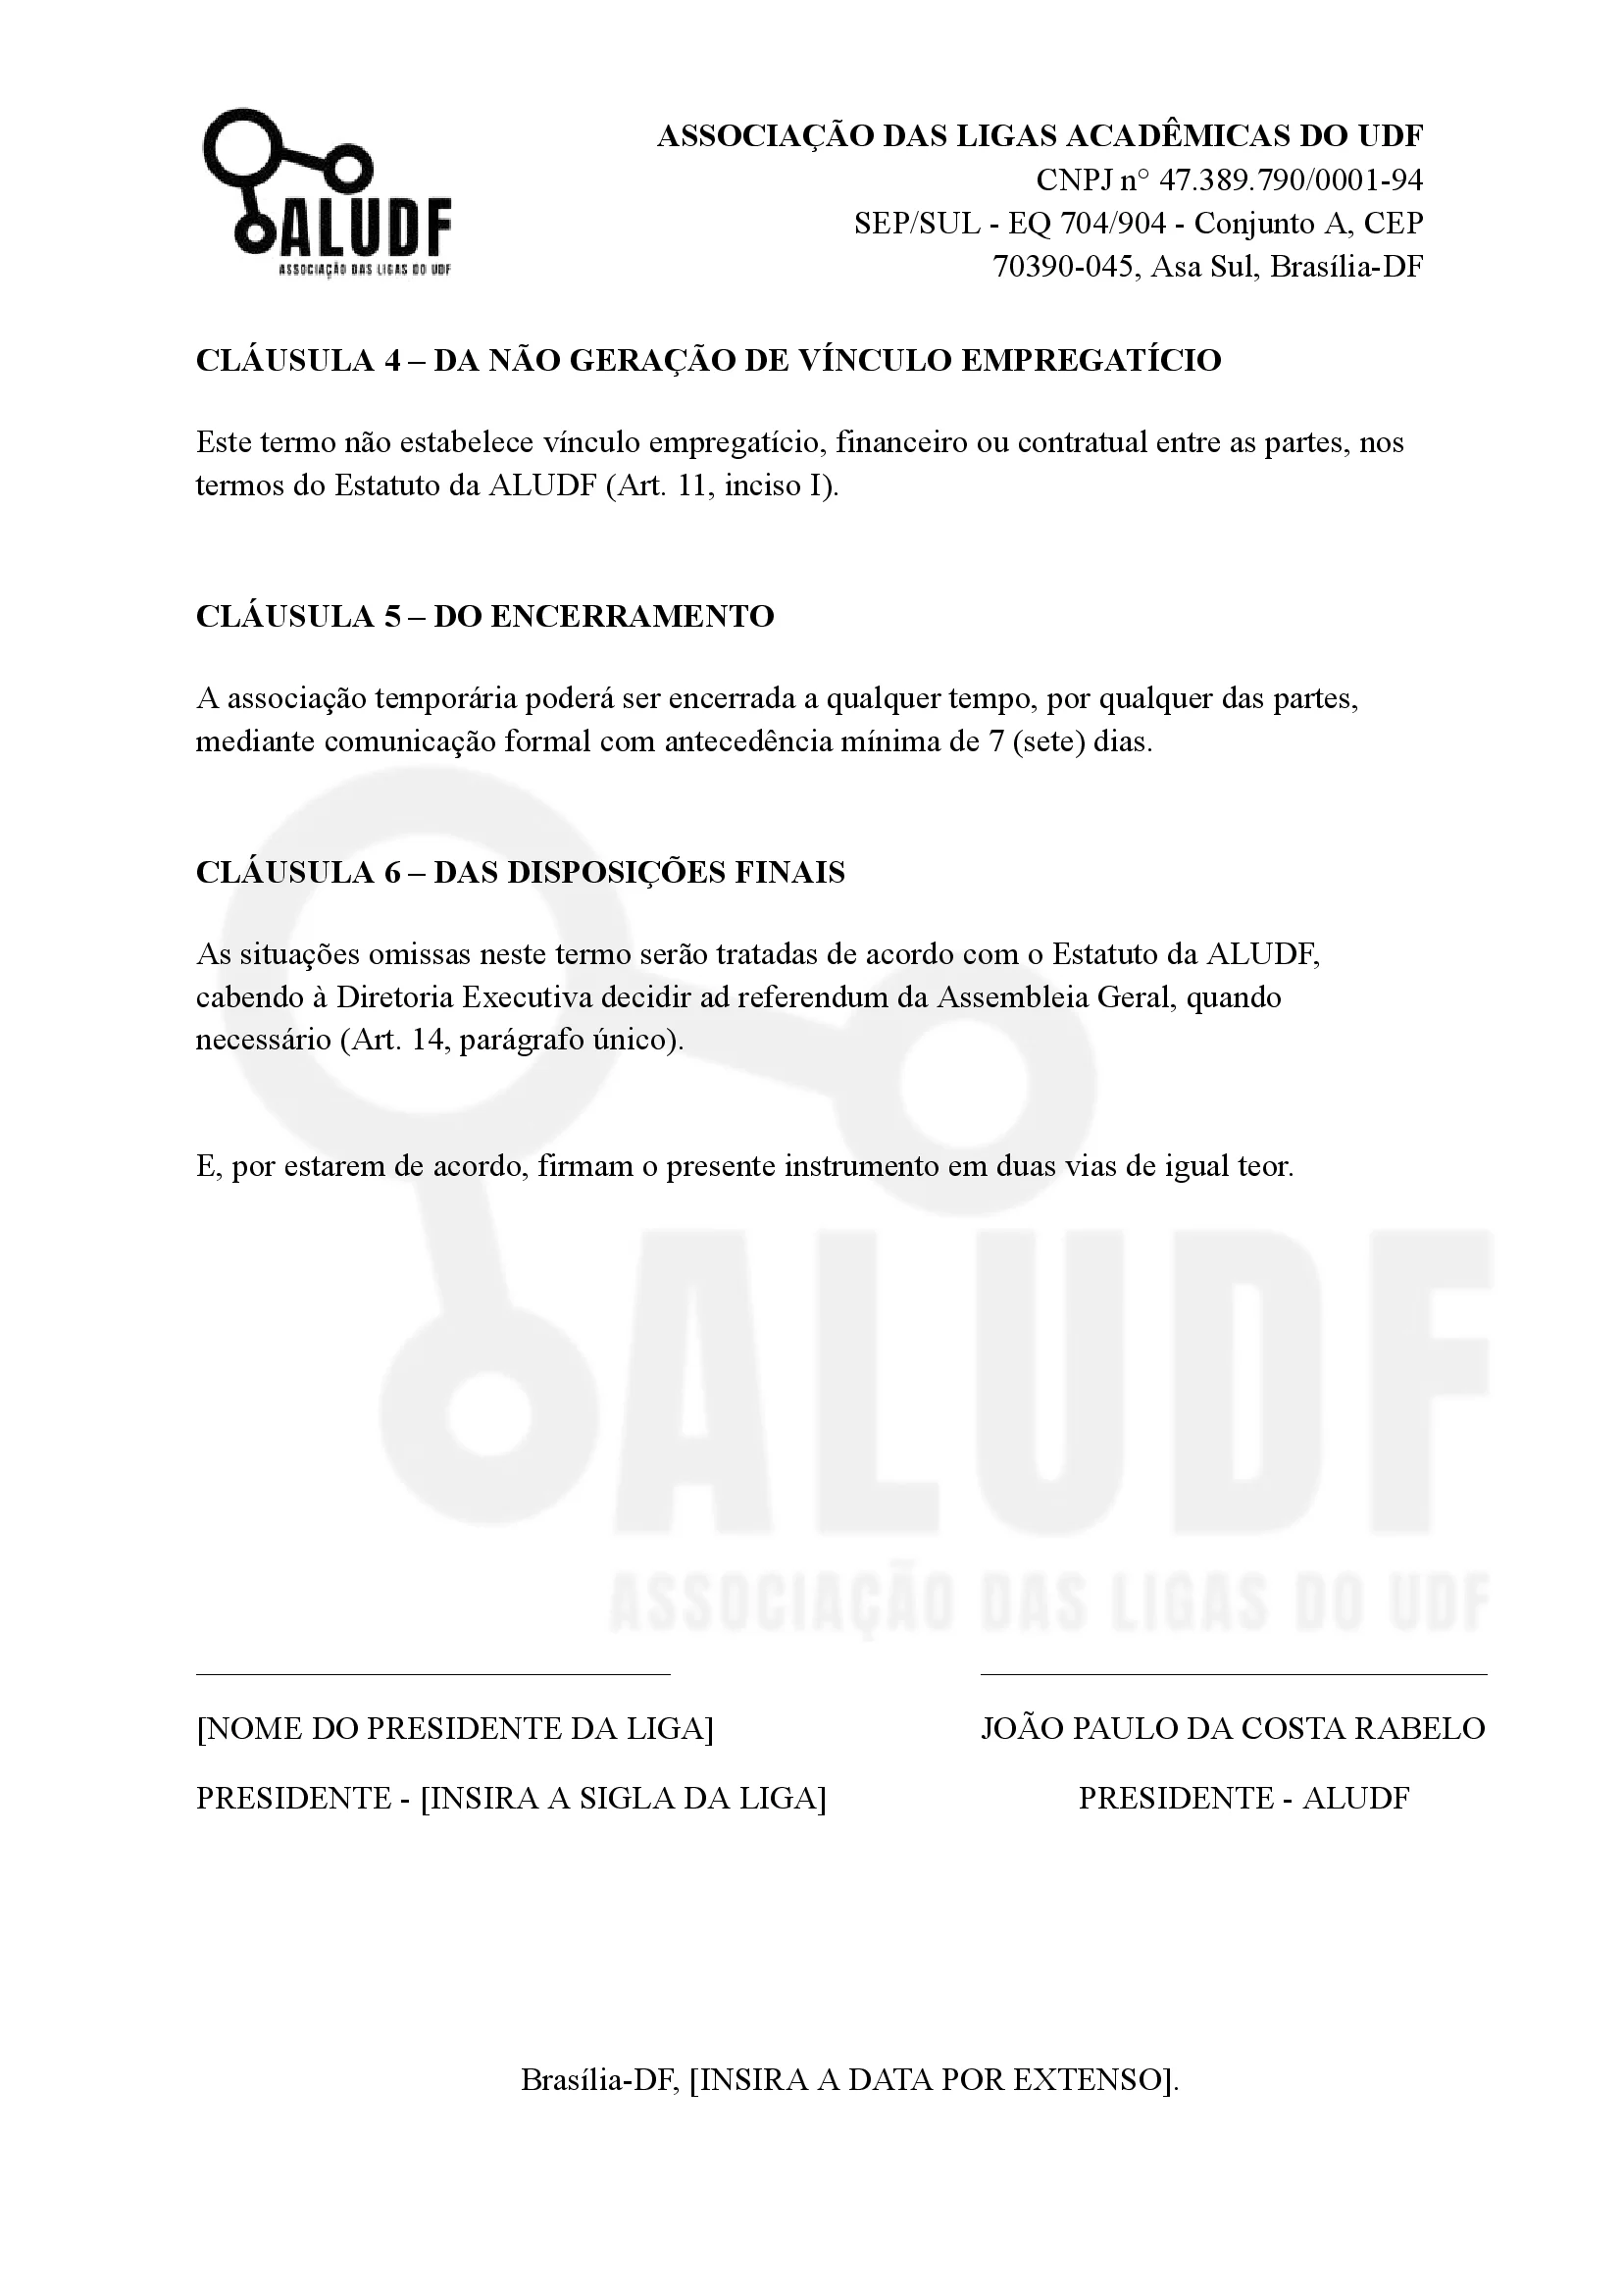 ALUDF
ASSOCIAÇÃO DAS LIGAS DO UDF
ASSOCIAÇÃO DAS LIGAS ACADÊMICAS DO UDF
CNPJ n° 47.389.790/0001-94
SEP/SUL - EQ 704/904 - Conjunto A, CEP
70390-045, Asa Sul, Brasília-DF
CLÁUSULA 4 – DA NÃO GERAÇÃO DE VÍNCULO EMPREGATÍCIO
Este termo não estabelece vínculo empregatício, financeiro ou contratual entre as partes, nos
termos do Estatuto da ALUDF (Art. 11, inciso I).
CLÁUSULA 5 – DO ENCERRAMENTO
A associação temporária poderá ser encerrada a qualquer tempo, por qualquer das partes,
mediante comunicação formal com antecedência mínima de 7 (sete) dias.
CLÁUSULA 6 – DAS DISPOSIÇÕES FINAIS
As situações omissas neste termo serão tratadas de acordo com o Estatuto da ALUDF,
cabendo à Diretoria Executiva decidir ad referendum da Assembleia Geral, quando
necessário (Art. 14, parágrafo único).
E, por estarem de acordo, firmam o presente instrumento em duas vias de igual teor.
ALUDF
ASSOCIAÇÃO DAS LIGAS DO UDF
[NOME DO PRESIDENTE DA LIGA]
PRESIDENTE - [INSIRA A SIGLA DA LIGA]
JOÃO PAULO DA COSTA RABELO
PRESIDENTE - ALUDF
Brasília-DF, [INSIRA A DATA POR EXTENSO].